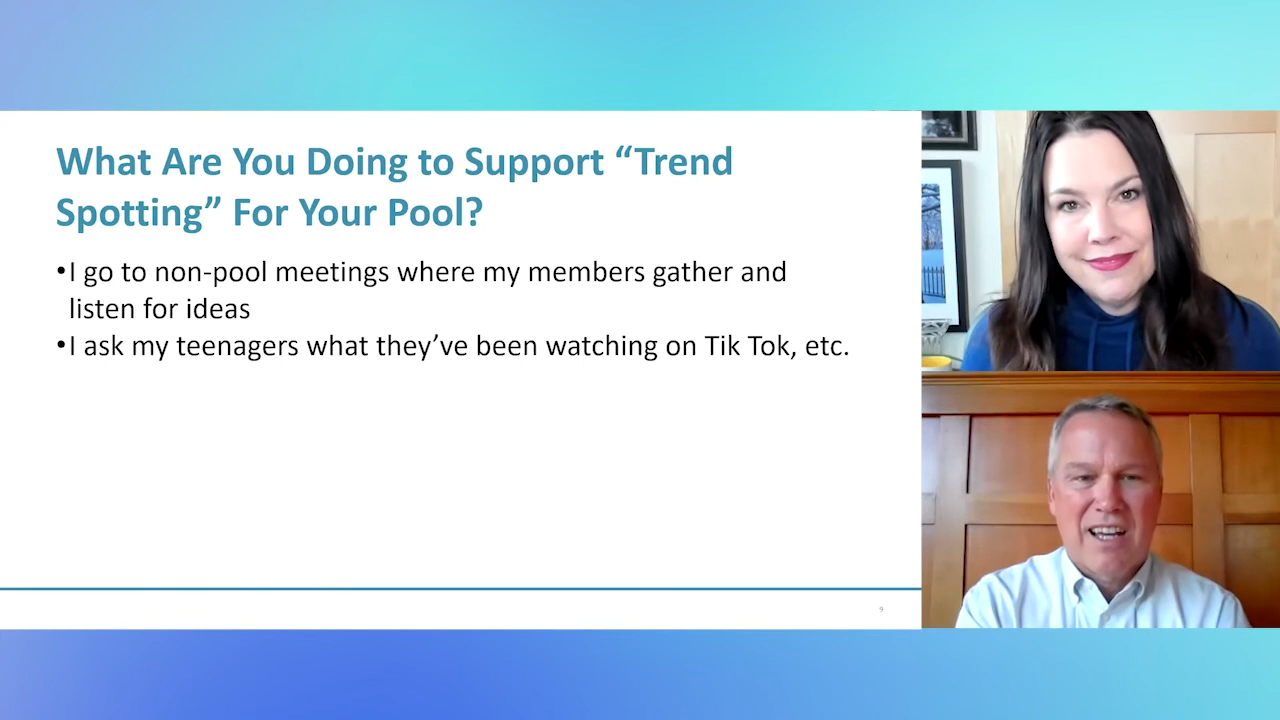 What Are You Doing to Support “Trend
Spotting” For Your Pool?
•I go to non-pool meetings where my members gather and
listen for ideas
•I ask my teenagers what they’ve been watching on Tik Tok, etc.
9